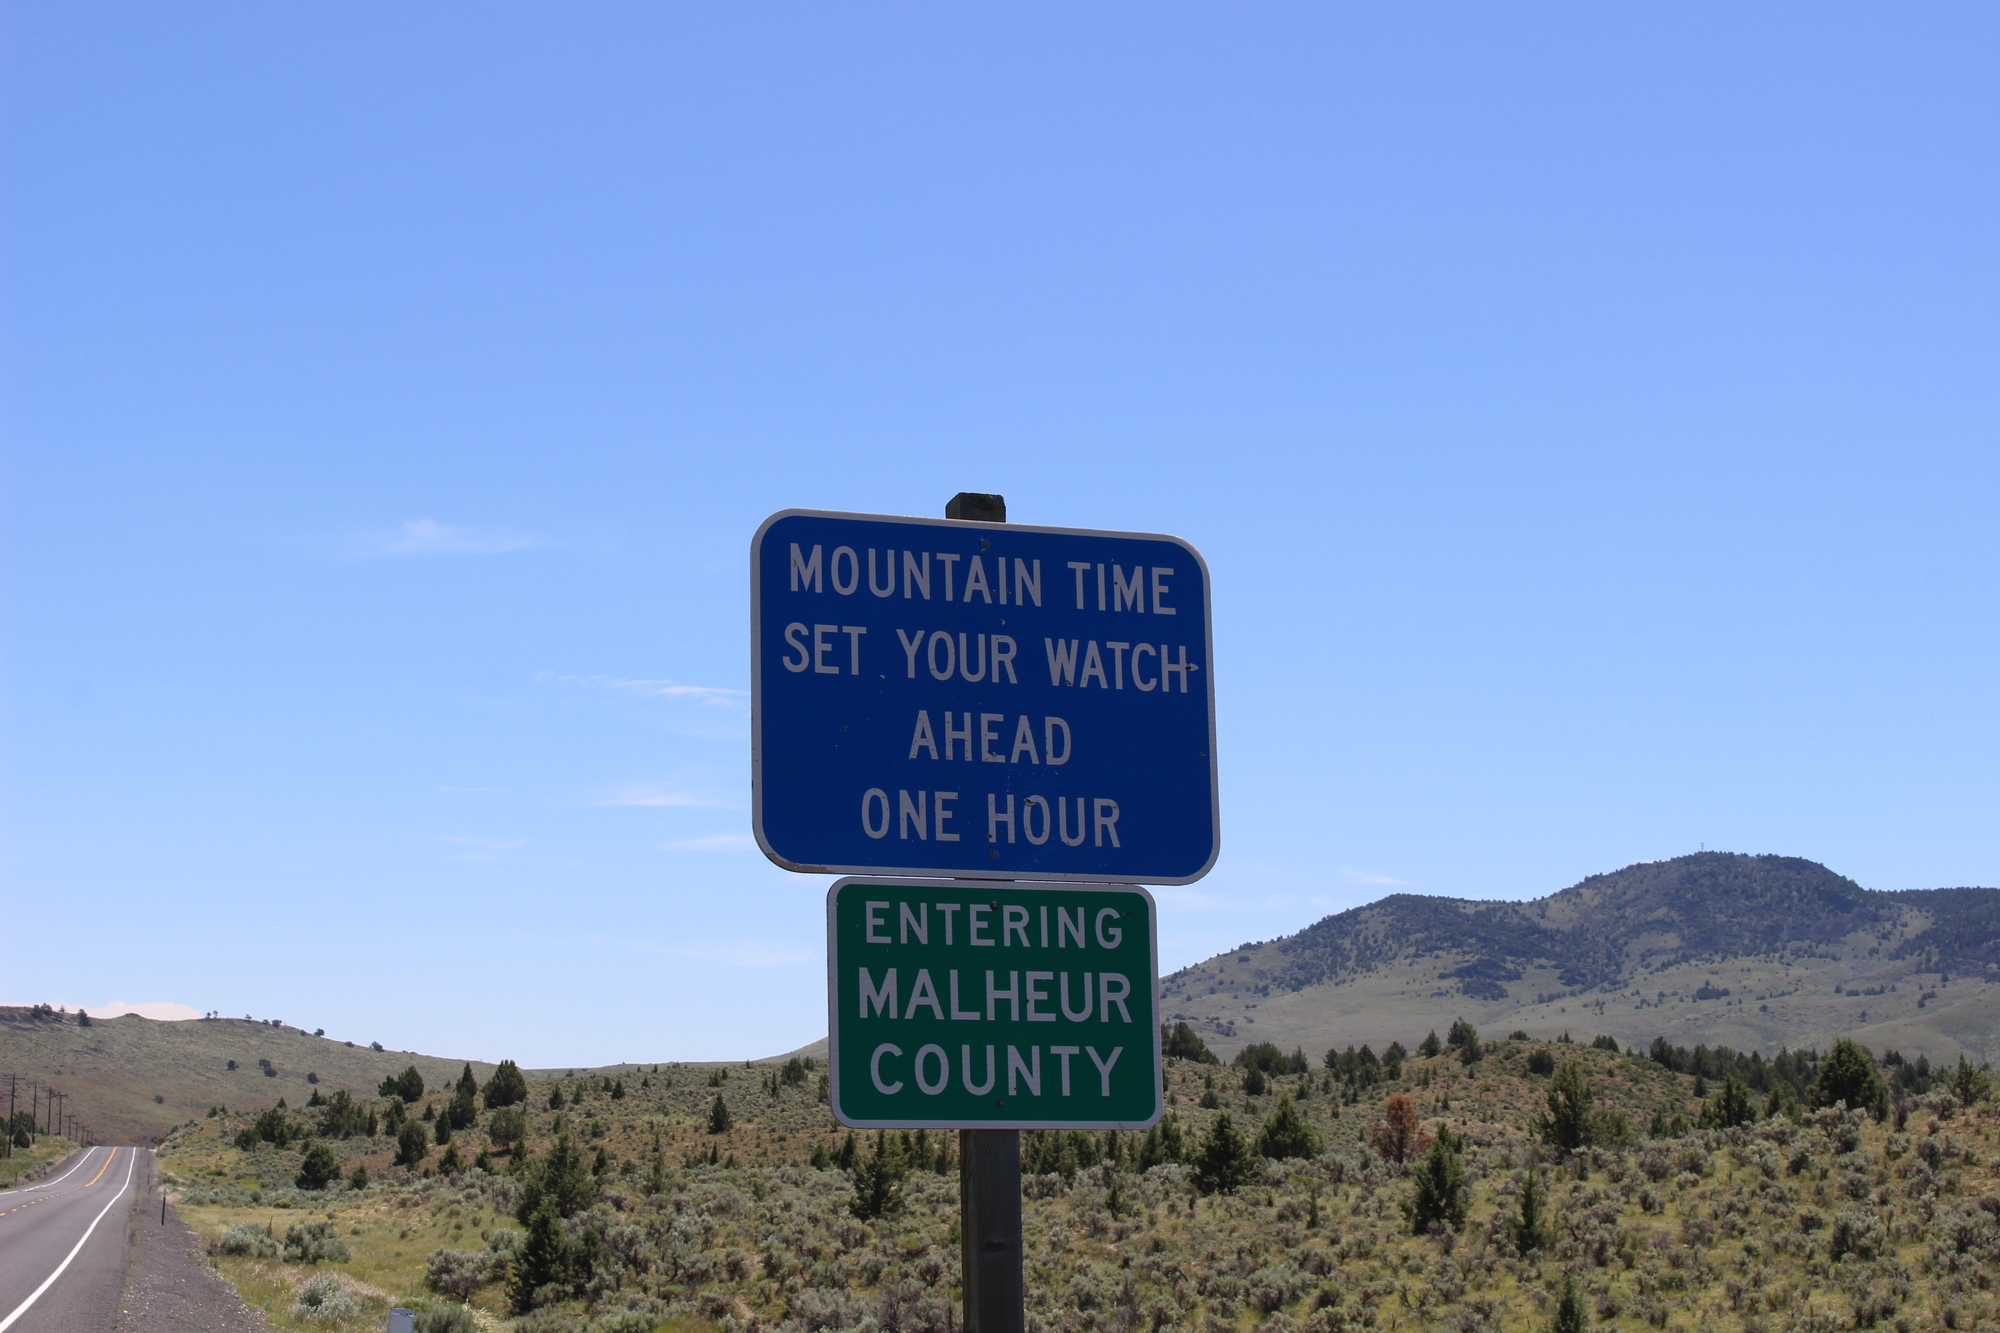 MOUNTAIN TIME
SET YOUR WATCH
AHEAD
ONE HOUR
ENTERING
MALHEUR
COUNTY